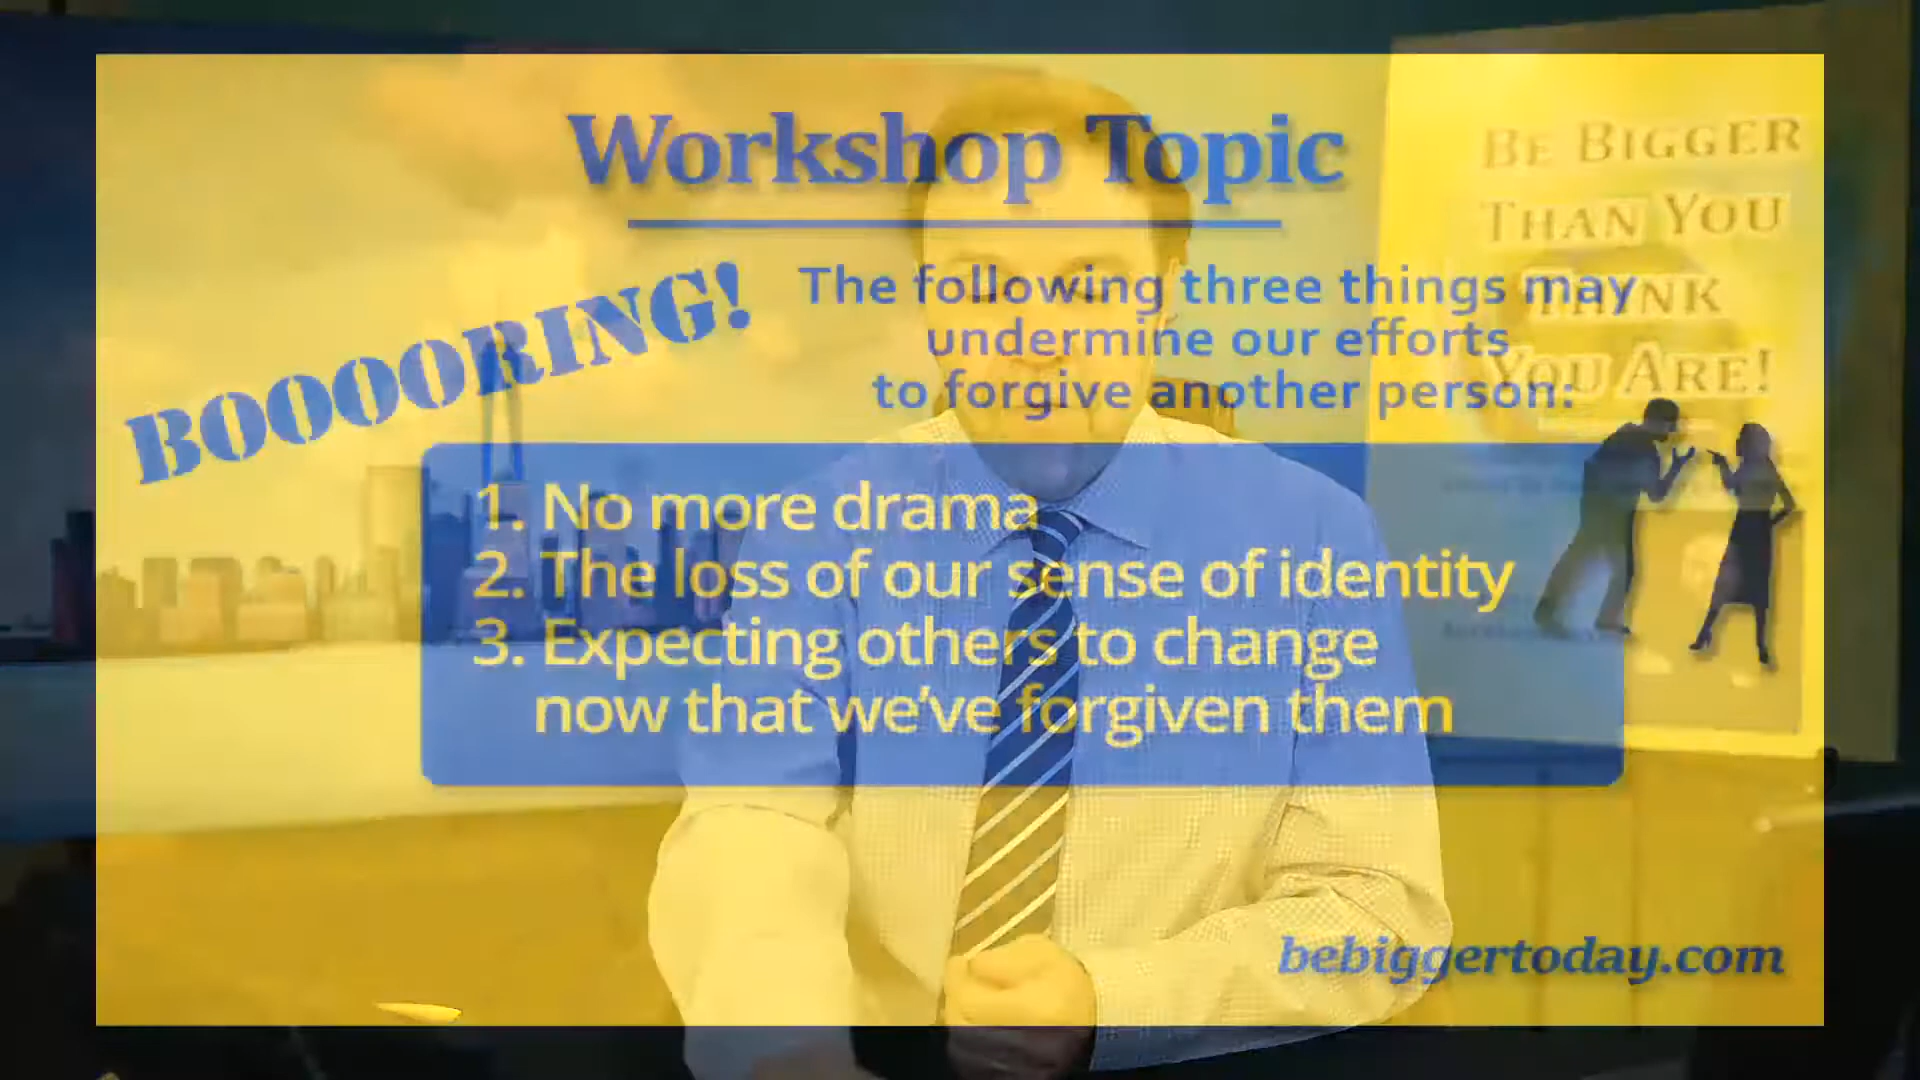 Workshop Topic
BOOOORING!
The following three things may
undermine our efforts
to forgive another person:
1. No more drama
2. The loss of our sense of identity
3. Expecting others to change
now that we've forgiven them
BE BIGGER
THAN YOU
THINK
YOU ARE!
bebiggertoday.com